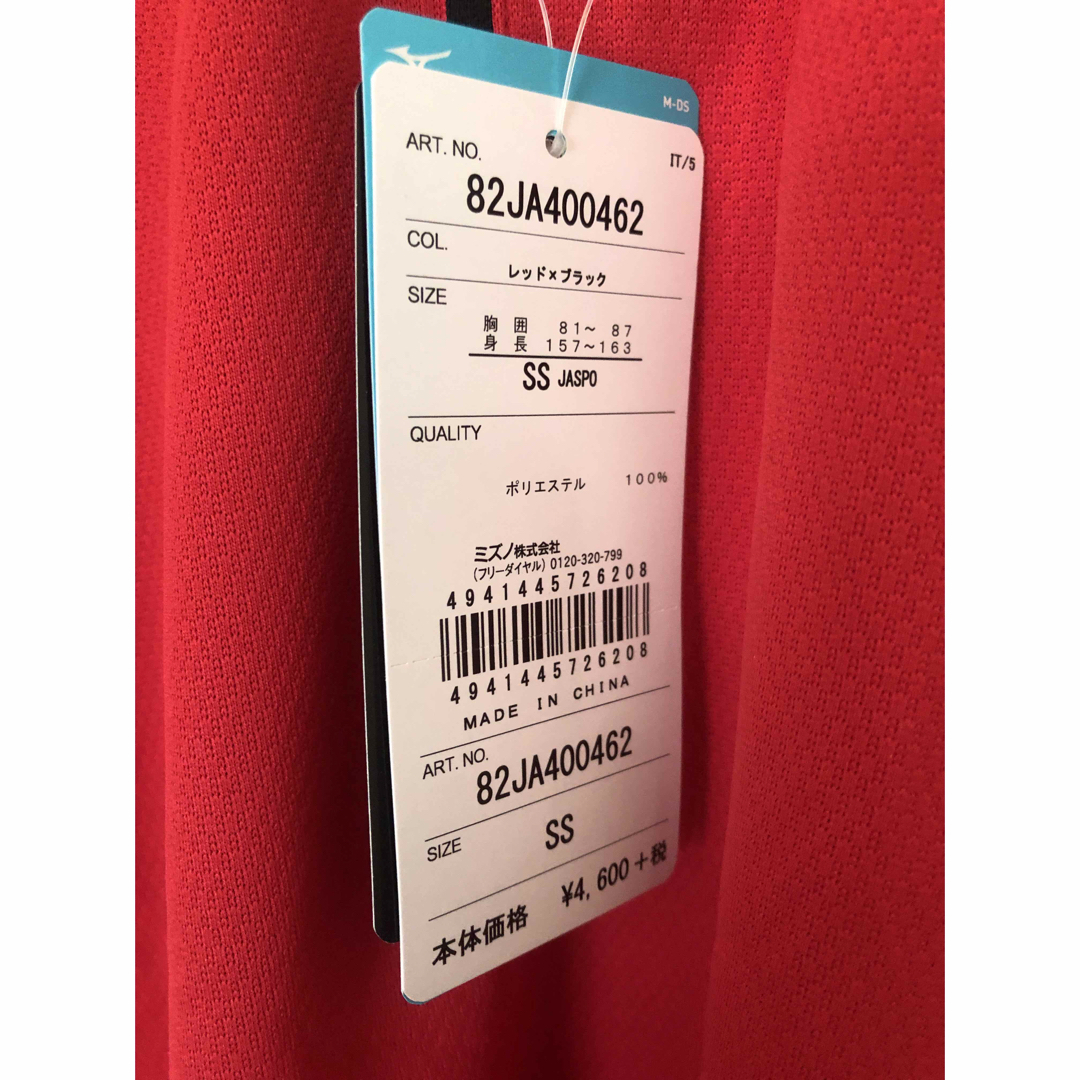 M-DS
IT/5
ART. NO.
82JA400462
COL.
レッド×ブラック
SIZE
胸 囲 81～ 87
身 長 157～163
SS JASPO
QUALITY
ポリエステル 100%
ミズノ株式会社
(フリーダイヤル) 0120-320-799
4941445726208
4941445726208
MADE IN CHINA
ART. NO.
82JA400462
SIZE
SS
本体価格 ¥4,600+税